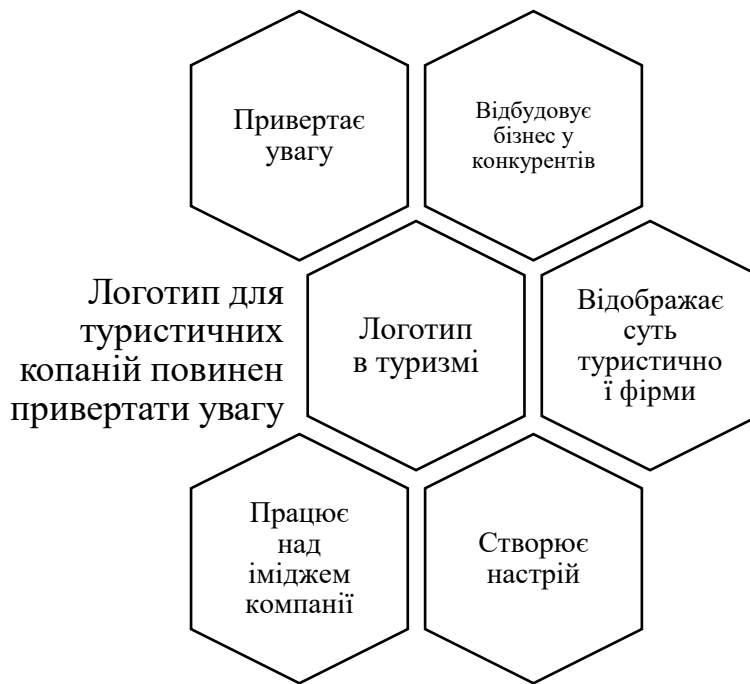 Привертає
увагу
Відбудовує
бізнес у
конкурентів
Логотип для
туристичних
копаній повинен
привертати увагу
Логотип
в туризмі
Відображає
суть
туристично
ї фірми
Працює
над
іміджем
компанії
Створює
настрій